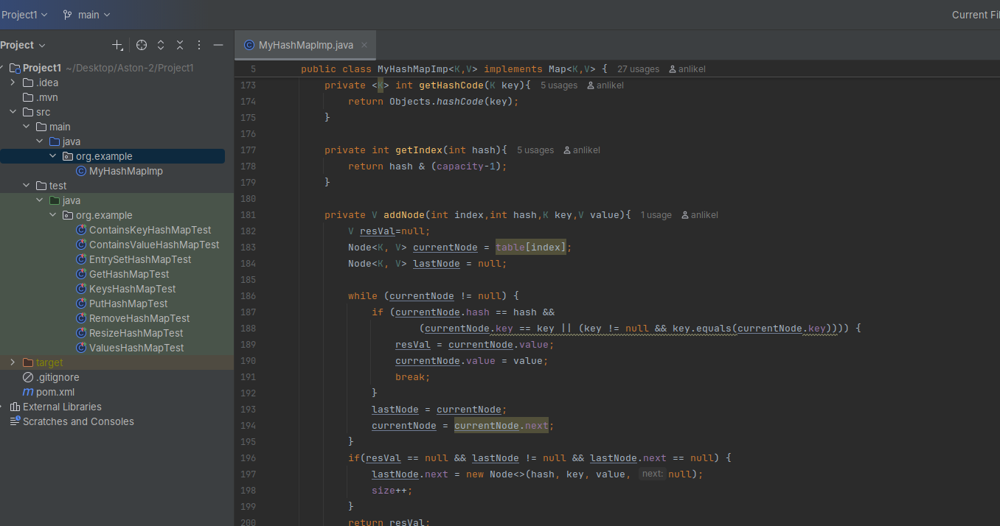 Project1 main Current Fil
Project
MyHashMapImp.java
Project1 ~/Desktop/Aston-2/Project1
.idea
.mvn
src
main
java
org.example
MyHashMapImp
test
java
org.example
ContainsKeyHashMapTest
ContainsValueHashMapTest
EntrySetHashMapTest
GetHashMapTest
KeysHashMapTest
PutHashMapTest
RemoveHashMapTest
ResizeHashMapTest
ValuesHashMapTest
target
.gitignore
pom.xml
External Libraries
Scratches and Consoles
5 public class MyHashMapImp<K,V> implements Map<K,V> { 27 usages anlikel
173 private <K> int getHashCode(K key){ 5 usages anlikel
174 return Objects.hashCode(key);
175 }
176
177 private int getIndex(int hash){ 5 usages anlikel
178 return hash & (capacity-1);
179 }
180
181 private V addNode(int index,int hash,K key,V value){ 1 usage anlikel
182 V resVal=null;
183 Node<K, V> currentNode = table[index];
184 Node<K, V> lastNode = null;
185
186 while (currentNode != null) {
187 if (currentNode.hash == hash &&
188 (currentNode.key == key || (key != null && key.equals(currentNode.key)))) {
189 resVal = currentNode.value;
190 currentNode.value = value;
191 break;
192 }
193 lastNode = currentNode;
194 currentNode = currentNode.next;
195 }
196 if(resVal == null && lastNode != null && lastNode.next == null) {
197 lastNode.next = new Node<>(hash, key, value, next: null);
198 size++;
199 }
200 return resVal;